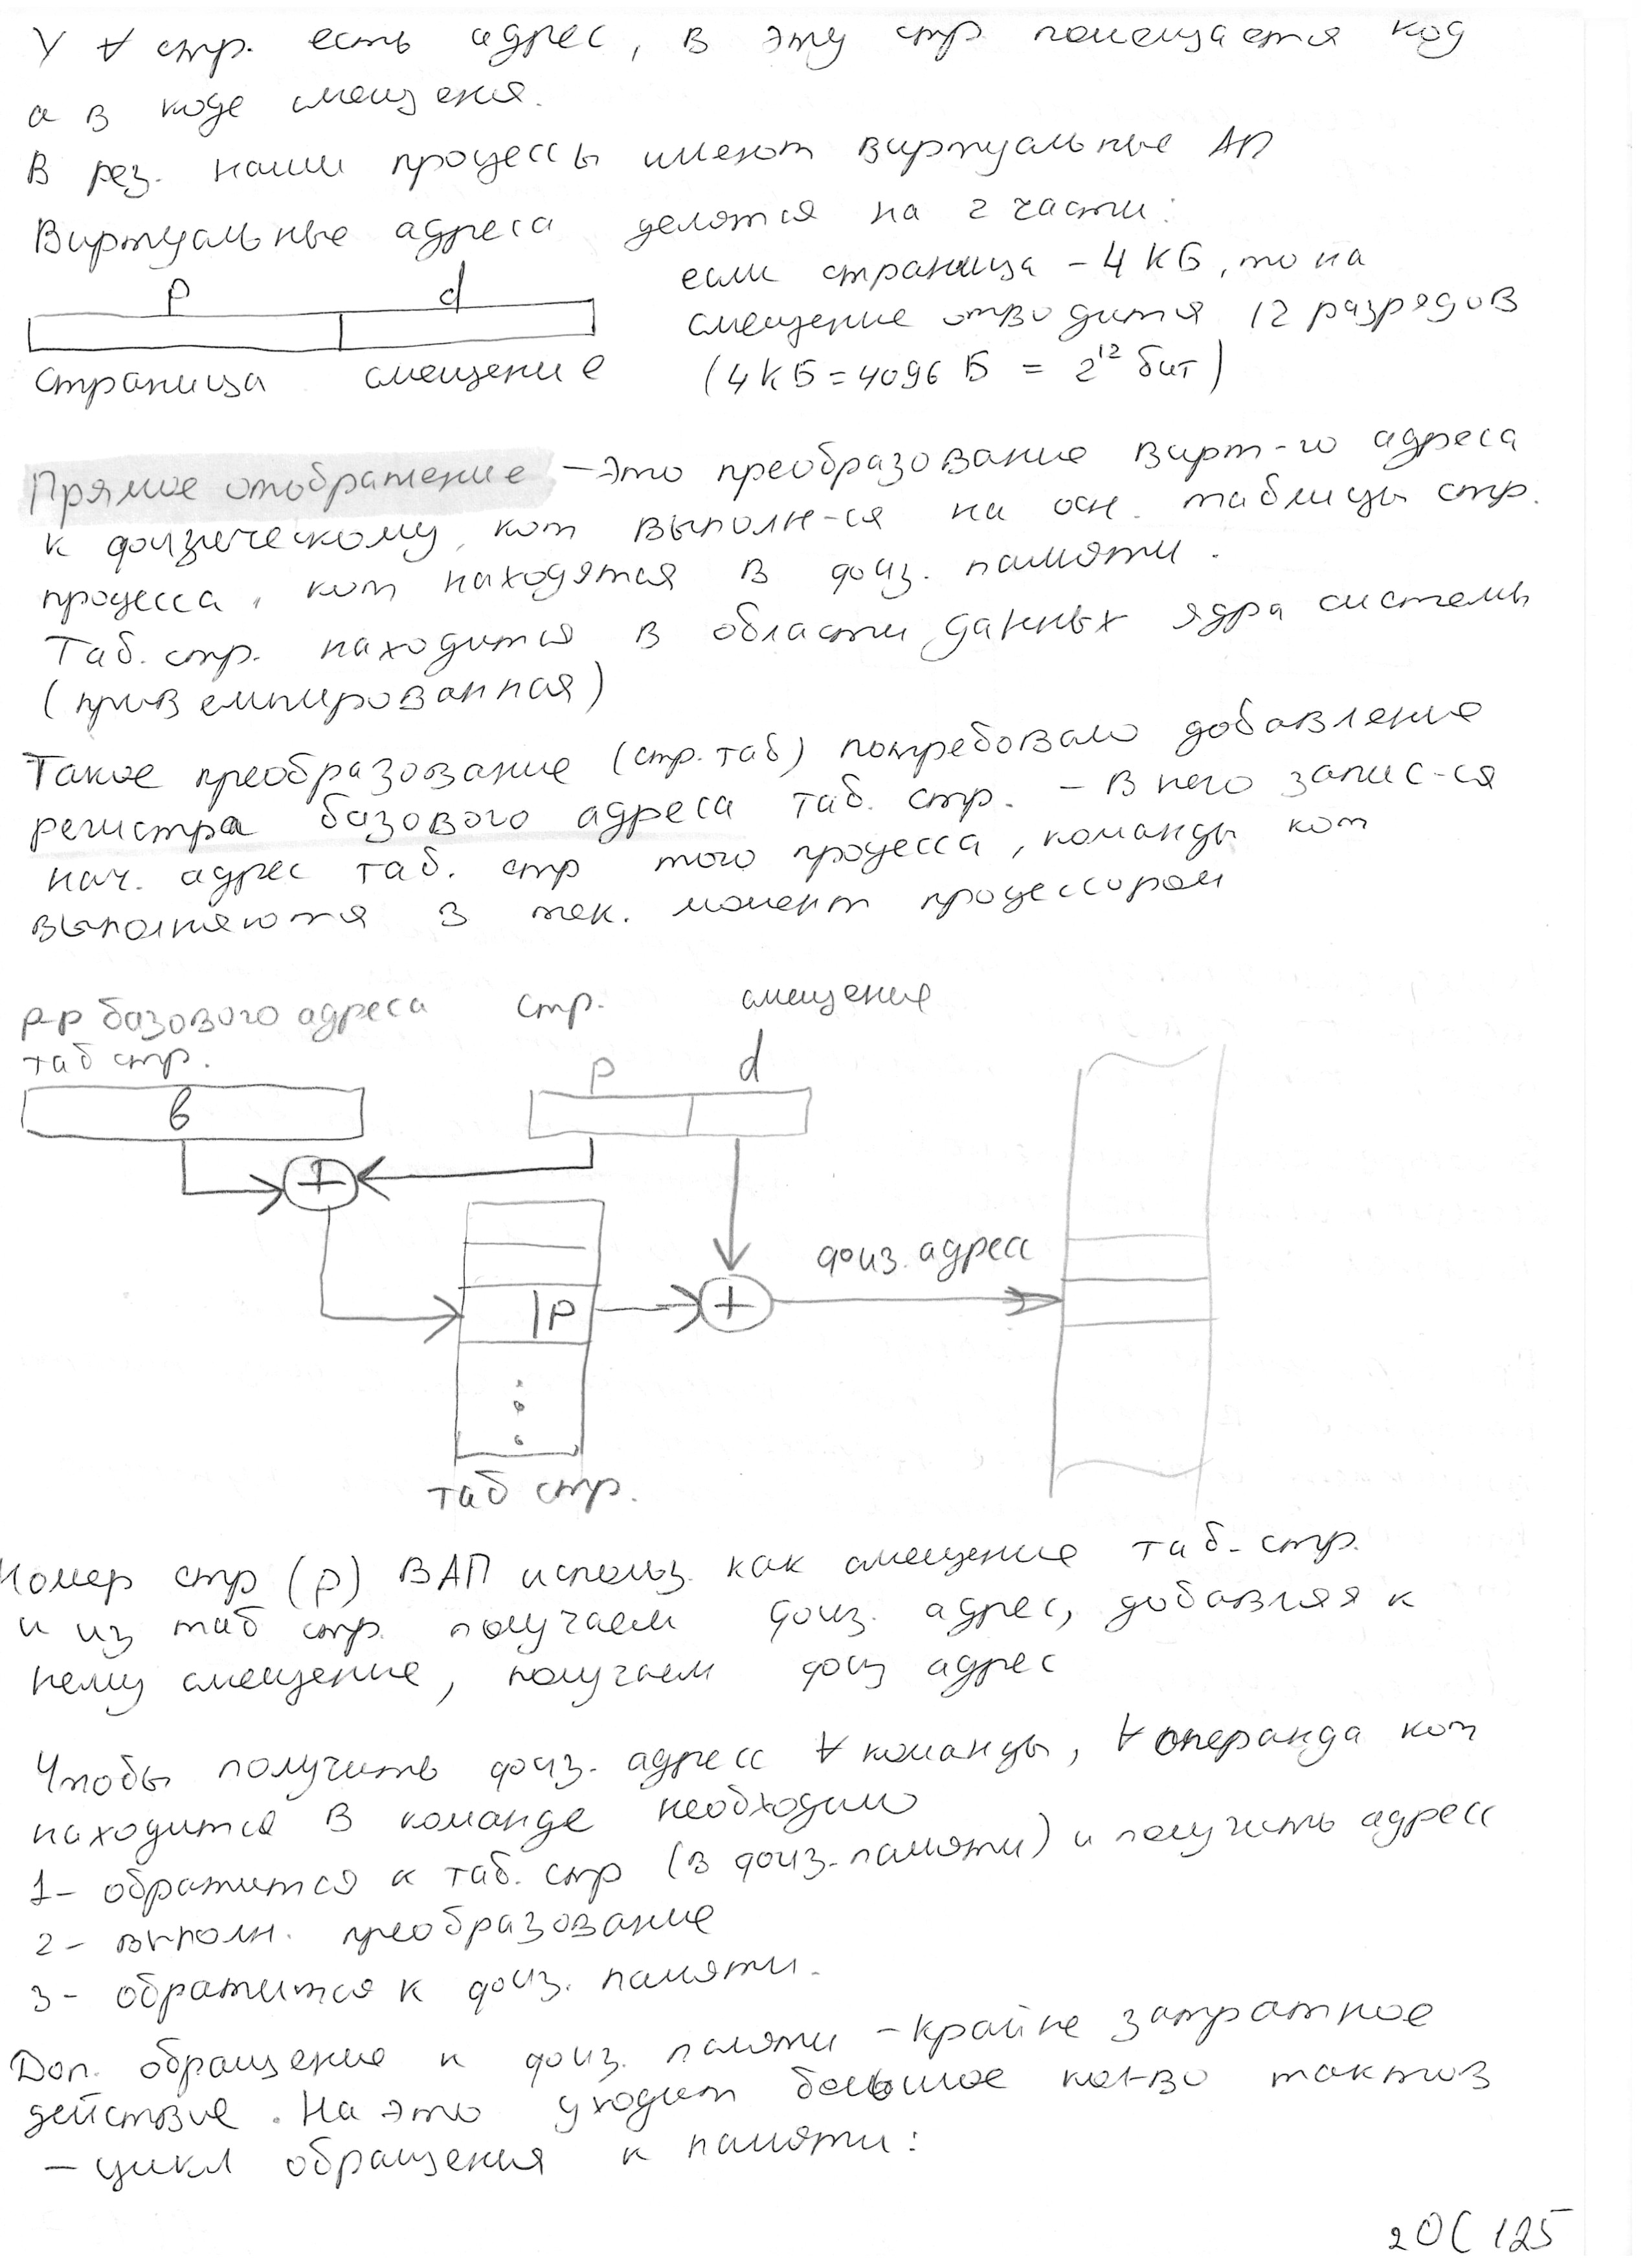 У ∀ стр. есть адрес, в эту стр помещается код
а в коде смещения.
В рез. наши процессы имеют виртуальные АП
Виртуальные адреса делятся на 2 части:
p d
страница смещение
если страница - 4 КБ, то на
смещение отводится 12 разрядов
(4КБ = 4096 Б = 2^12 бит)
Прямое отображение - это преобразование вирт-го адреса
к физическому, кот выполн-ся на осн. таблицы стр.
процесса, кот находятся в физ. памяти.
Таб. стр. находится в области данных ядра системы
Такое преобразование (стр. таб) потребовало добавление
регистра базового адреса таб. стр. - в него запис-ся
нач. адрес таб. стр того процесса, команды кот
выполняются в тек. момент процессором
р-р базового адреса стр. смещение
таб стр.
p d
b
+
физ. адрес
p
+
таб стр.
Номер стр (p) ВАП использ. как смещение таб. стр.
и из таб стр. получаем физ. адрес, добавляя к
нему смещение, получаем физ адрес
Чтобы получить физ. адресс ∀ команды, ∀ операнда кот
находится в команде необходимо
1- обратится к таб. стр (в физ. памяти) и получить адресс
2- выполн. преобразование
3- обратится к физ. памяти.
Доп. обращение к физ. памяти - крайне затратное
действие. На это уходит большое кол-во тактов
- цикл обращения к памяти:
2ОС 125